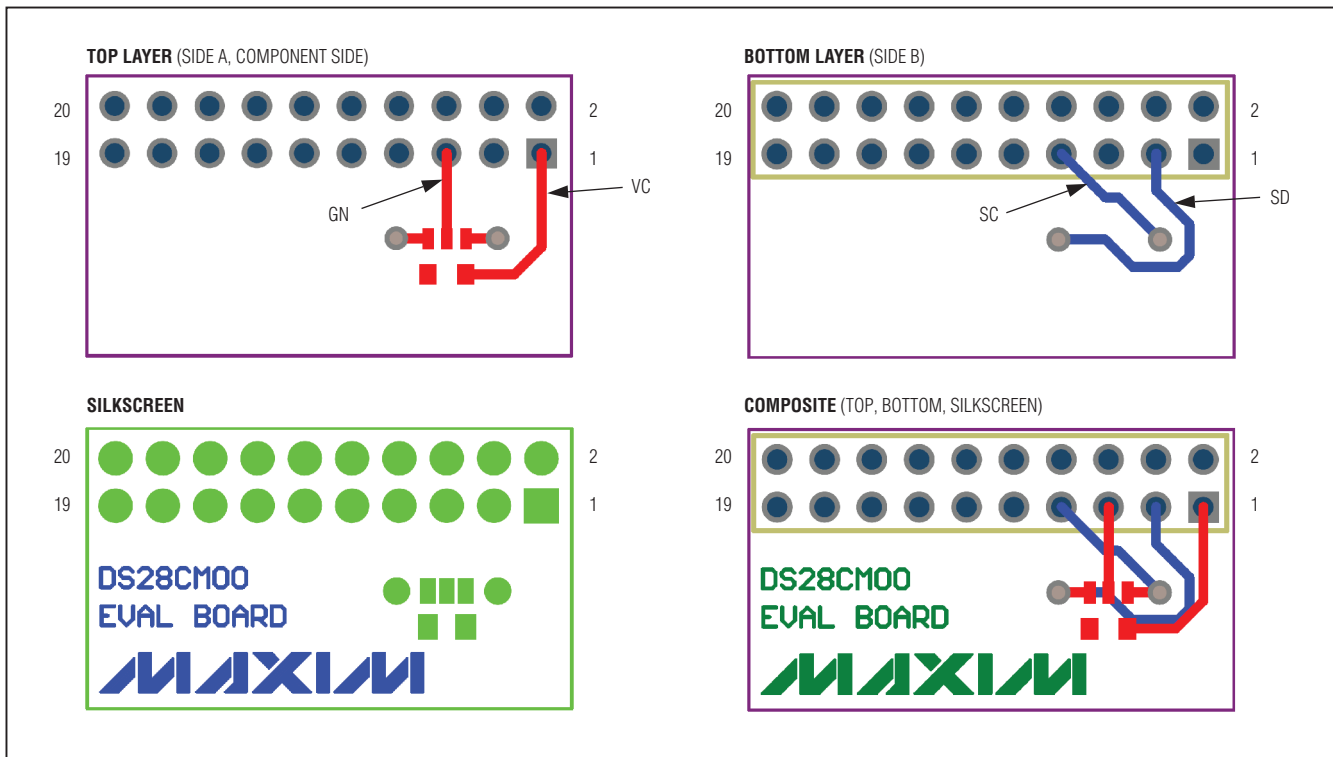 TOP LAYER (SIDE A, COMPONENT SIDE)
20
2
19
1
GN
VC
BOTTOM LAYER (SIDE B)
20
2
19
1
SC
SD
SILKSCREEN
20
2
19
1
DS28CM00
EVAL BOARD
MAXIM
COMPOSITE (TOP, BOTTOM, SILKSCREEN)
20
2
19
1
DS28CM00
EVAL BOARD
MAXIM